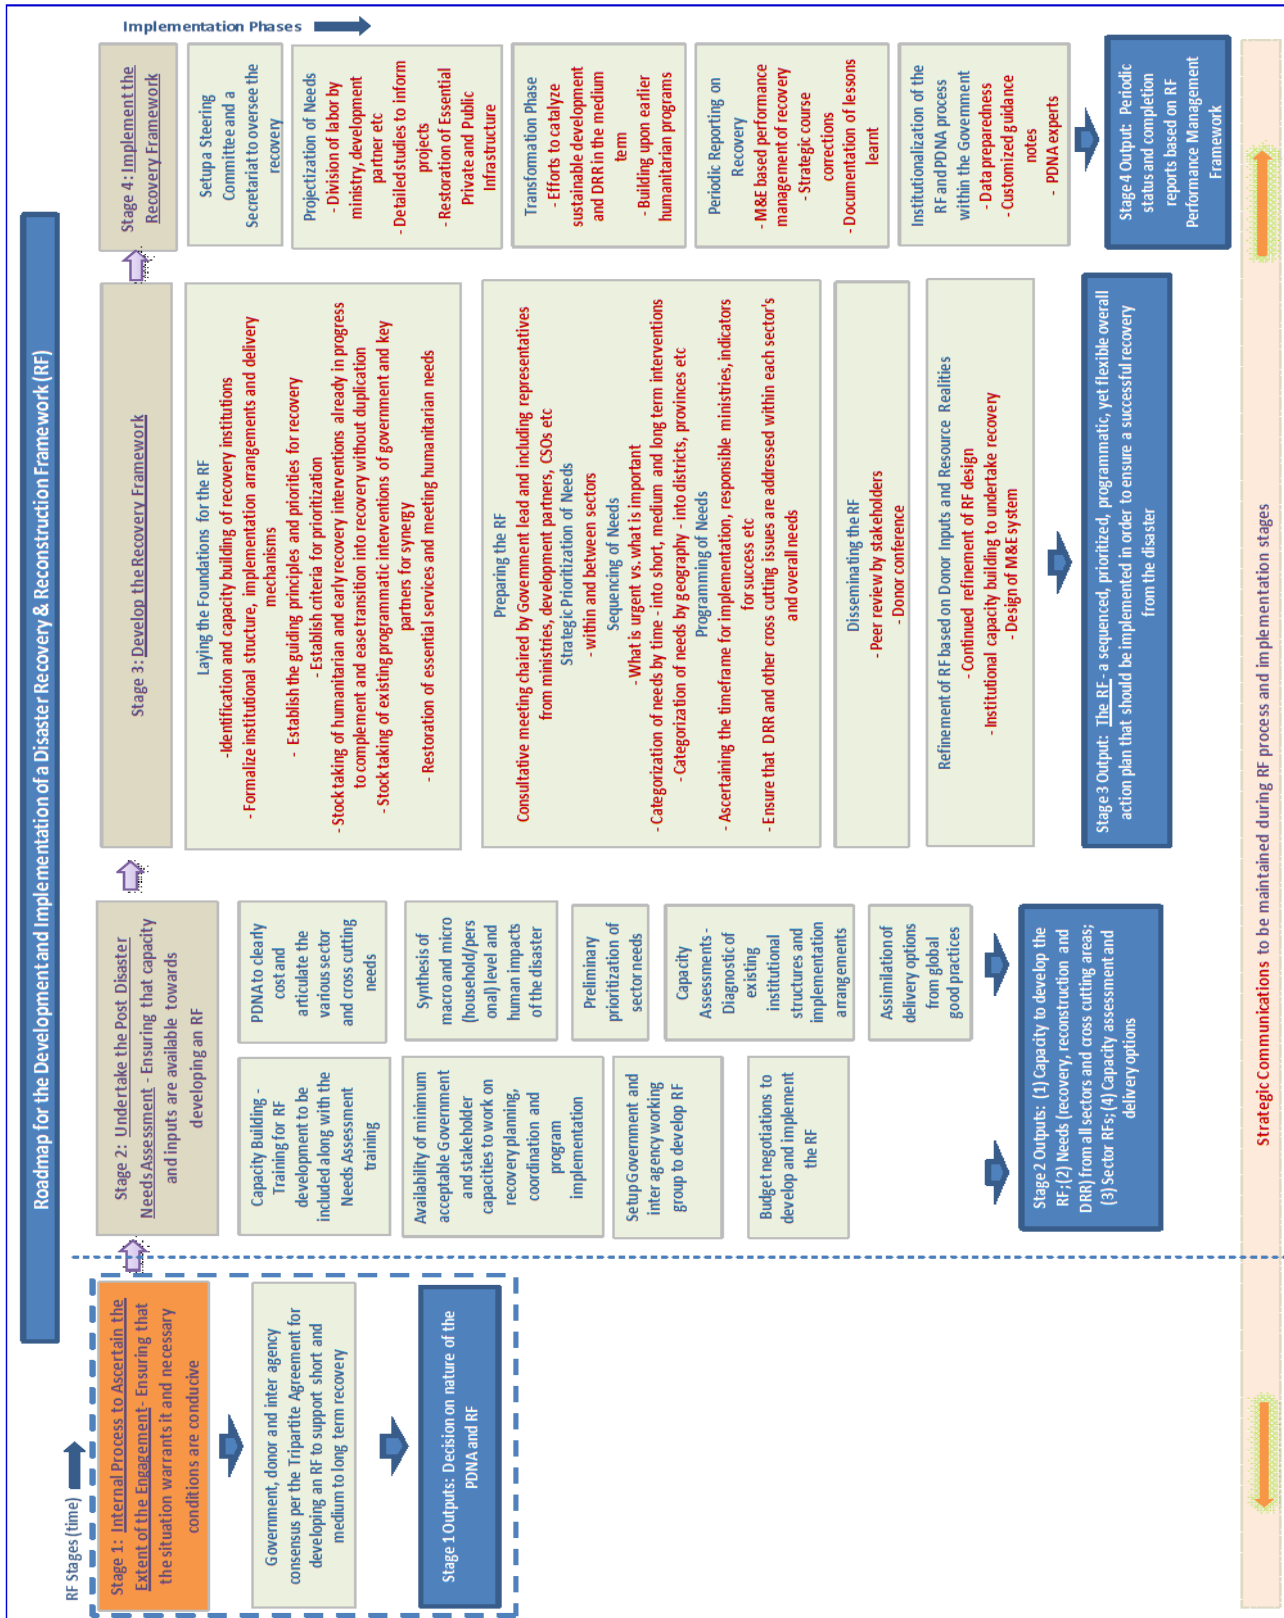 Roadmap for the Development and Implementation of a Disaster Recovery & Reconstruction Framework (RF)
RF Stages (time)
Implementation Phases
Stage 1: Internal Process to Ascertain the
Extent of the Engagement - Ensuring that
the situation warrants it and necessary
conditions are conducive
Government, donor and inter agency
consensus per the Tripartite Agreement for
developing an RF to support short and
medium to long term recovery
Stage 1 Outputs: Decision on nature of the
PDNA and RF
Stage 2: Undertake the Post Disaster
Needs Assessment - Ensuring that capacity
and inputs are available towards
developing an RF
Capacity Building -
Training for RF
development to be
included along with the
Needs Assessment
training
Availability of minimum
acceptable Government
and stakeholder
capacities to work on
recovery planning,
coordination and
program
implementation
Setup Government and
inter agency working
group to develop RF
Budget negotiations to
develop and implement
the RF
PDNA to clearly
cost and
articulate the
various sector
and cross cutting
needs
Synthesis of
macro and micro
(household/pers
onal) level and
human impacts
of the disaster
Preliminary
prioritization of
sector needs
Capacity
Assessments -
Diagnostic of
existing
institutional
structures and
implementation
arrangements
Assimilation of
delivery options
from global
good practices
Stage 2 Outputs: (1) Capacity to develop the
RF; (2) Needs (recovery, reconstruction and
DRR) from all sectors and cross cutting areas;
(3) Sector RFs; (4) Capacity assessment and
delivery options
Stage 3: Develop the Recovery Framework
Laying the Foundations for the RF
- Identification and capacity building of recovery institutions
- Formalize institutional structure, implementation arrangements and delivery
mechanisms
- Establish the guiding principles and priorities for recovery
- Establish criteria for prioritization
- Stock taking of humanitarian and early recovery interventions already in progress
to complement and ease transition into recovery without duplication
- Stock taking of existing programmatic interventions of government and key
partners for synergy
- Restoration of essential services and meeting humanitarian needs
Preparing the RF
Consultative meeting chaired by Government lead and including representatives
from ministries, development partners, CSOs etc
Strategic Prioritization of Needs
- within and between sectors
Sequencing of Needs
- What is urgent vs. what is important
- Categorization of needs by time - into short, medium and long term interventions
- Categorization of needs by geography - into districts, provinces etc
Programming of Needs
- Ascertaining the timeframe for implementation, responsible ministries, indicators
for success etc
- Ensure that DRR and other cross cutting issues are addressed within each sector's
and overall needs
Disseminating the RF
- Peer review by stakeholders
- Donor conference
Refinement of RF based on Donor Inputs and Resource Realities
- Continued refinement of RF design
- Institutional capacity building to undertake recovery
- Design of M&E system
Stage 3 Output: The RF - a sequenced, prioritized, programmatic, yet flexible overall
action plan that should be implemented in order to ensure a successful recovery
from the disaster
Stage 4: Implement the
Recovery Framework
Setup a Steering
Committee and a
Secretariat to oversee the
recovery
Projectization of Needs
- Division of labor by
ministry, development
partner etc
- Detailed studies to inform
projects
- Restoration of Essential
Private and Public
Infrastructure
Transformation Phase
- Efforts to catalyze
sustainable development
and DRR in the medium
term
- Building upon earlier
humanitarian programs
Periodic Reporting on
Recovery
- M&E based performance
management of recovery
- Strategic course
corrections
- Documentation of lessons
learnt
Institutionalization of the
RF and PDNA process
within the Government
- Data preparedness
- Customized guidance
notes
- PDNA experts
Stage 4 Output: Periodic
status and completion
reports based on RF
Performance Management
Framework
Strategic Communications to be maintained during RF process and implementation stages